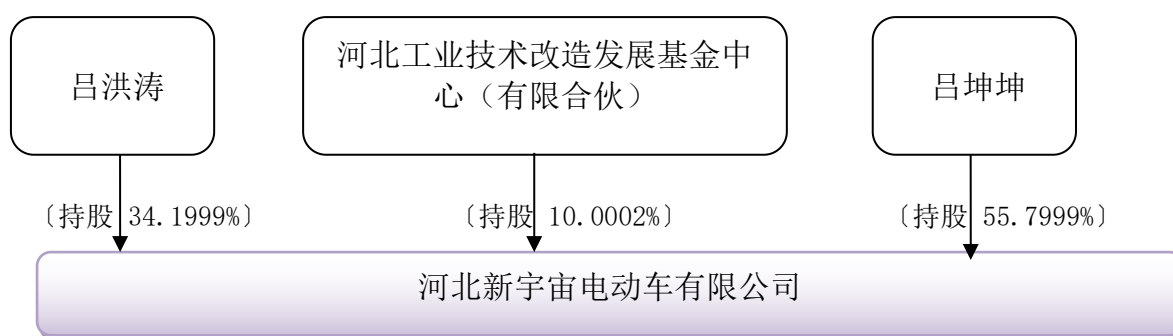 吕洪涛
河北工业技术改造发展基金中
心（有限合伙）
吕坤坤
〔持股 34.1999%〕
〔持股 10.0002%〕
〔持股 55.7999%〕
河北新宇宙电动车有限公司